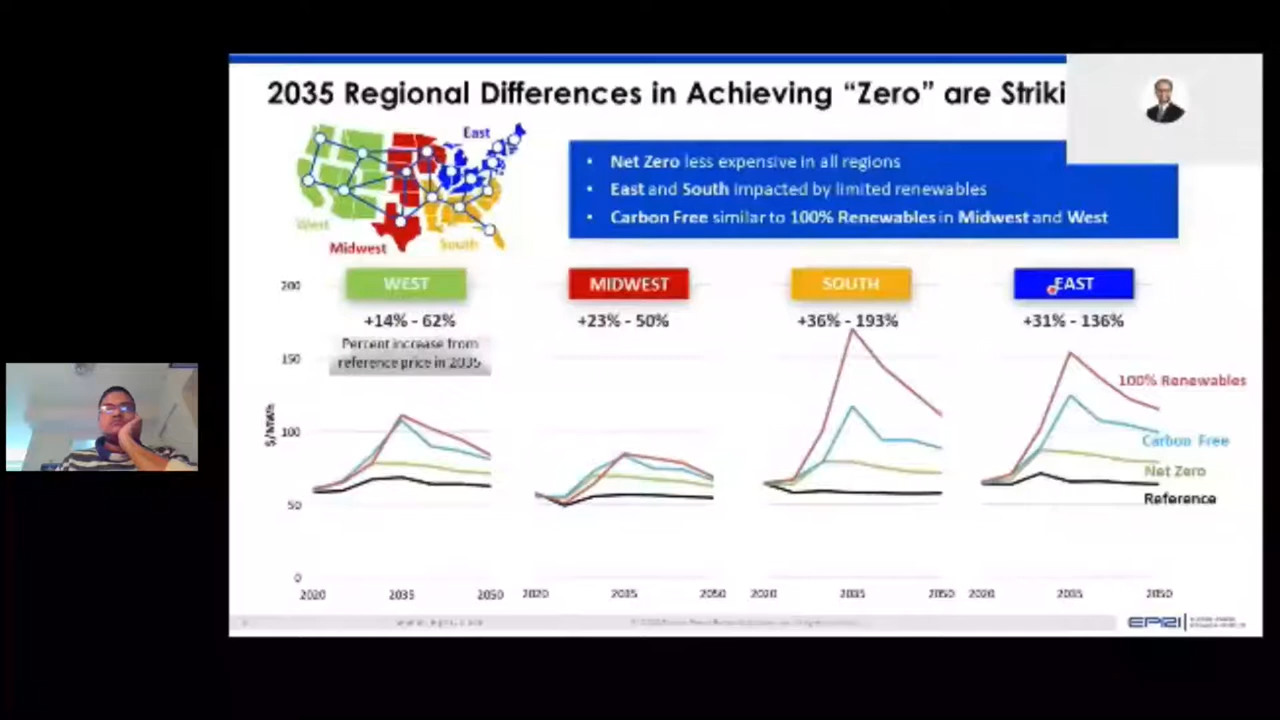 2035 Regional Differences in Achieving “Zero” are Striki
East
West
Midwest
South
• Net Zero less expensive in all regions
• East and South impacted by limited renewables
• Carbon Free similar to 100% Renewables in Midwest and West
WEST
MIDWEST
SOUTH
EAST
+14% - 62%
+23% - 50%
+36% - 193%
+31% - 136%
Percent increase from
reference price in 2035
$/MWh
200
150
100
50
0
100% Renewables
Carbon Free
Net Zero
Reference
2020 2035 2050
2020 2035 2050
2020 2035 2050
2020 2035 2050
www.epri.com
EPRI